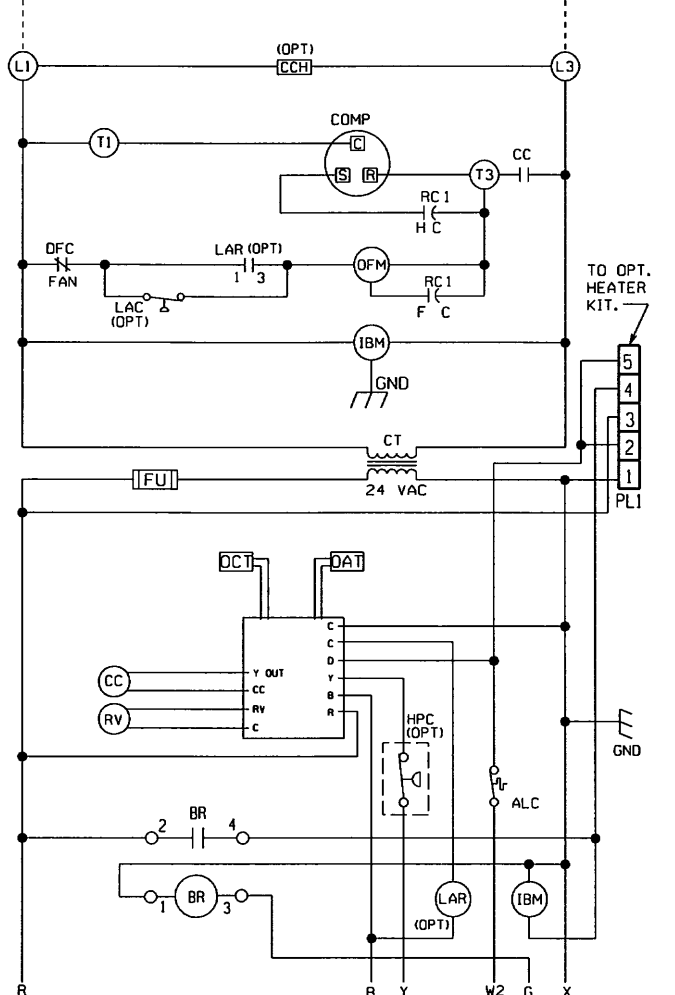 (OPT)
L1
CCH
L3
COMP
T1
C
CC
S
R
T3
RC1
H C
DFC
FAN
LAR (OPT)
1 3
OFM
LAC
(OPT)
RC1
F C
TO OPT.
HEATER
KIT.
IBM
GND
5
4
3
2
1
PL1
CT
FU
24 VAC
OCT
OAT
C
C
D
Y
B
R
Y OUT
CC
RV
C
CC
RV
HPC
(OPT)
GND
ALC
BR
2
4
BR
1
3
LAR
(OPT)
IBM
R
B
Y
W2
G
X